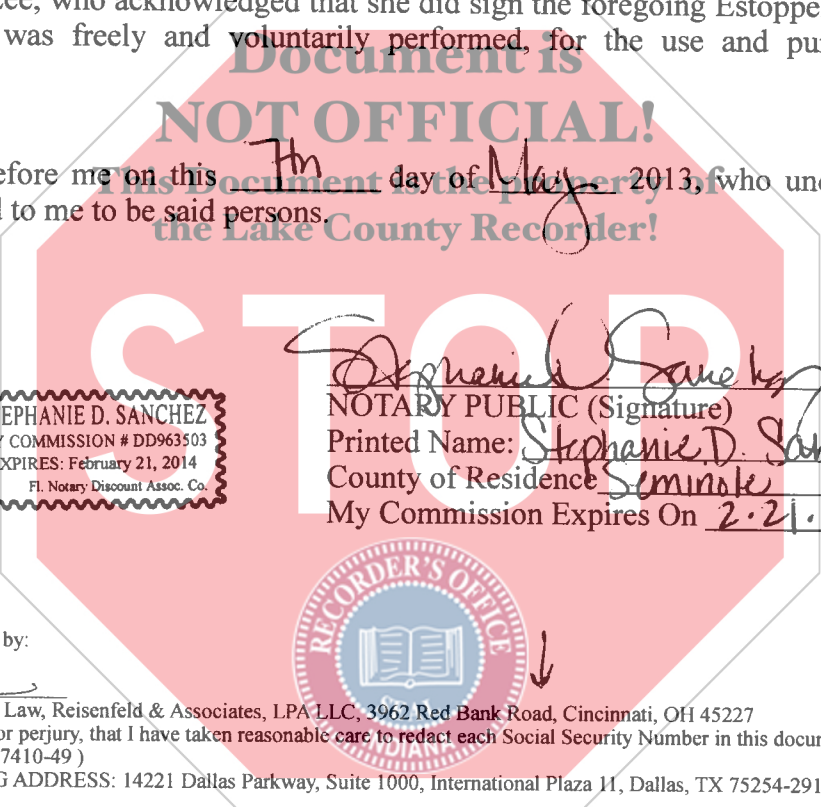 who acknowledged that she did sign the foregoing Estoppe
was freely and voluntarily performed, for the use and pu
Document is
NOT OFFICIAL!
efore me on this 7th day of May 2013, who un
This Document is the property of
to me to be said persons.
the Lake County Recorder!
STOP
Stephanie D Sanchez
NOTARY PUBLIC (Signature)
EPHANIE D. SANCHEZ
Printed Name: Stephanie D. San
COMMISSION # DD963503
XPIRES: February 21, 2014
County of Residence Seminole
Fl. Notary Discount Assoc. Co.
My Commission Expires On 2.21.
RECORDER'S OFFICE
SEAL
INDIANA
by:
Law, Reisenfeld & Associates, LPA LLC, 3962 Red Bank Road, Cincinnati, OH 45227
or perjury, that I have taken reasonable care to redact each Social Security Number in this docu
7410-49 )
G ADDRESS: 14221 Dallas Parkway, Suite 1000, International Plaza 11, Dallas, TX 75254-291